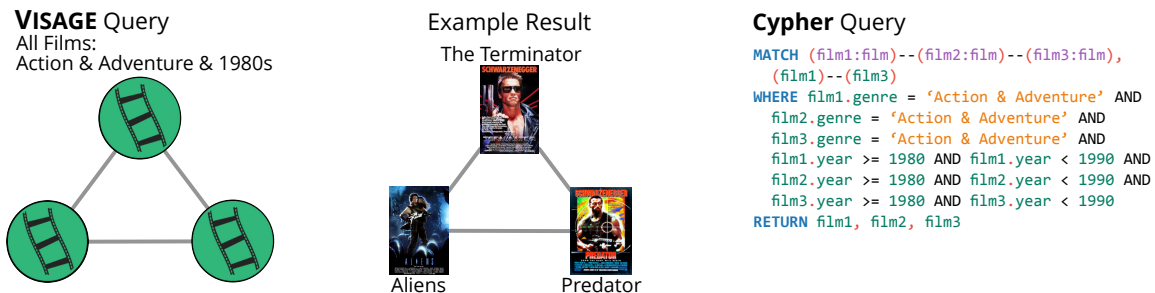 VISAGE Query
All Films:
Action & Adventure & 1980s
Example Result
The Terminator
SCHWARZENEGGER
ALIENS
SCHWARZENEGGER
PREDATOR
Aliens
Predator
Cypher Query
MATCH (film1:film)--(film2:film)--(film3:film),
(film1)--(film3)
WHERE film1.genre = ‘Action & Adventure’ AND
film2.genre = ‘Action & Adventure’ AND
film3.genre = ‘Action & Adventure’ AND
film1.year >= 1980 AND film1.year < 1990 AND
film2.year >= 1980 AND film2.year < 1990 AND
film3.year >= 1980 AND film3.year < 1990
RETURN film1, film2, film3